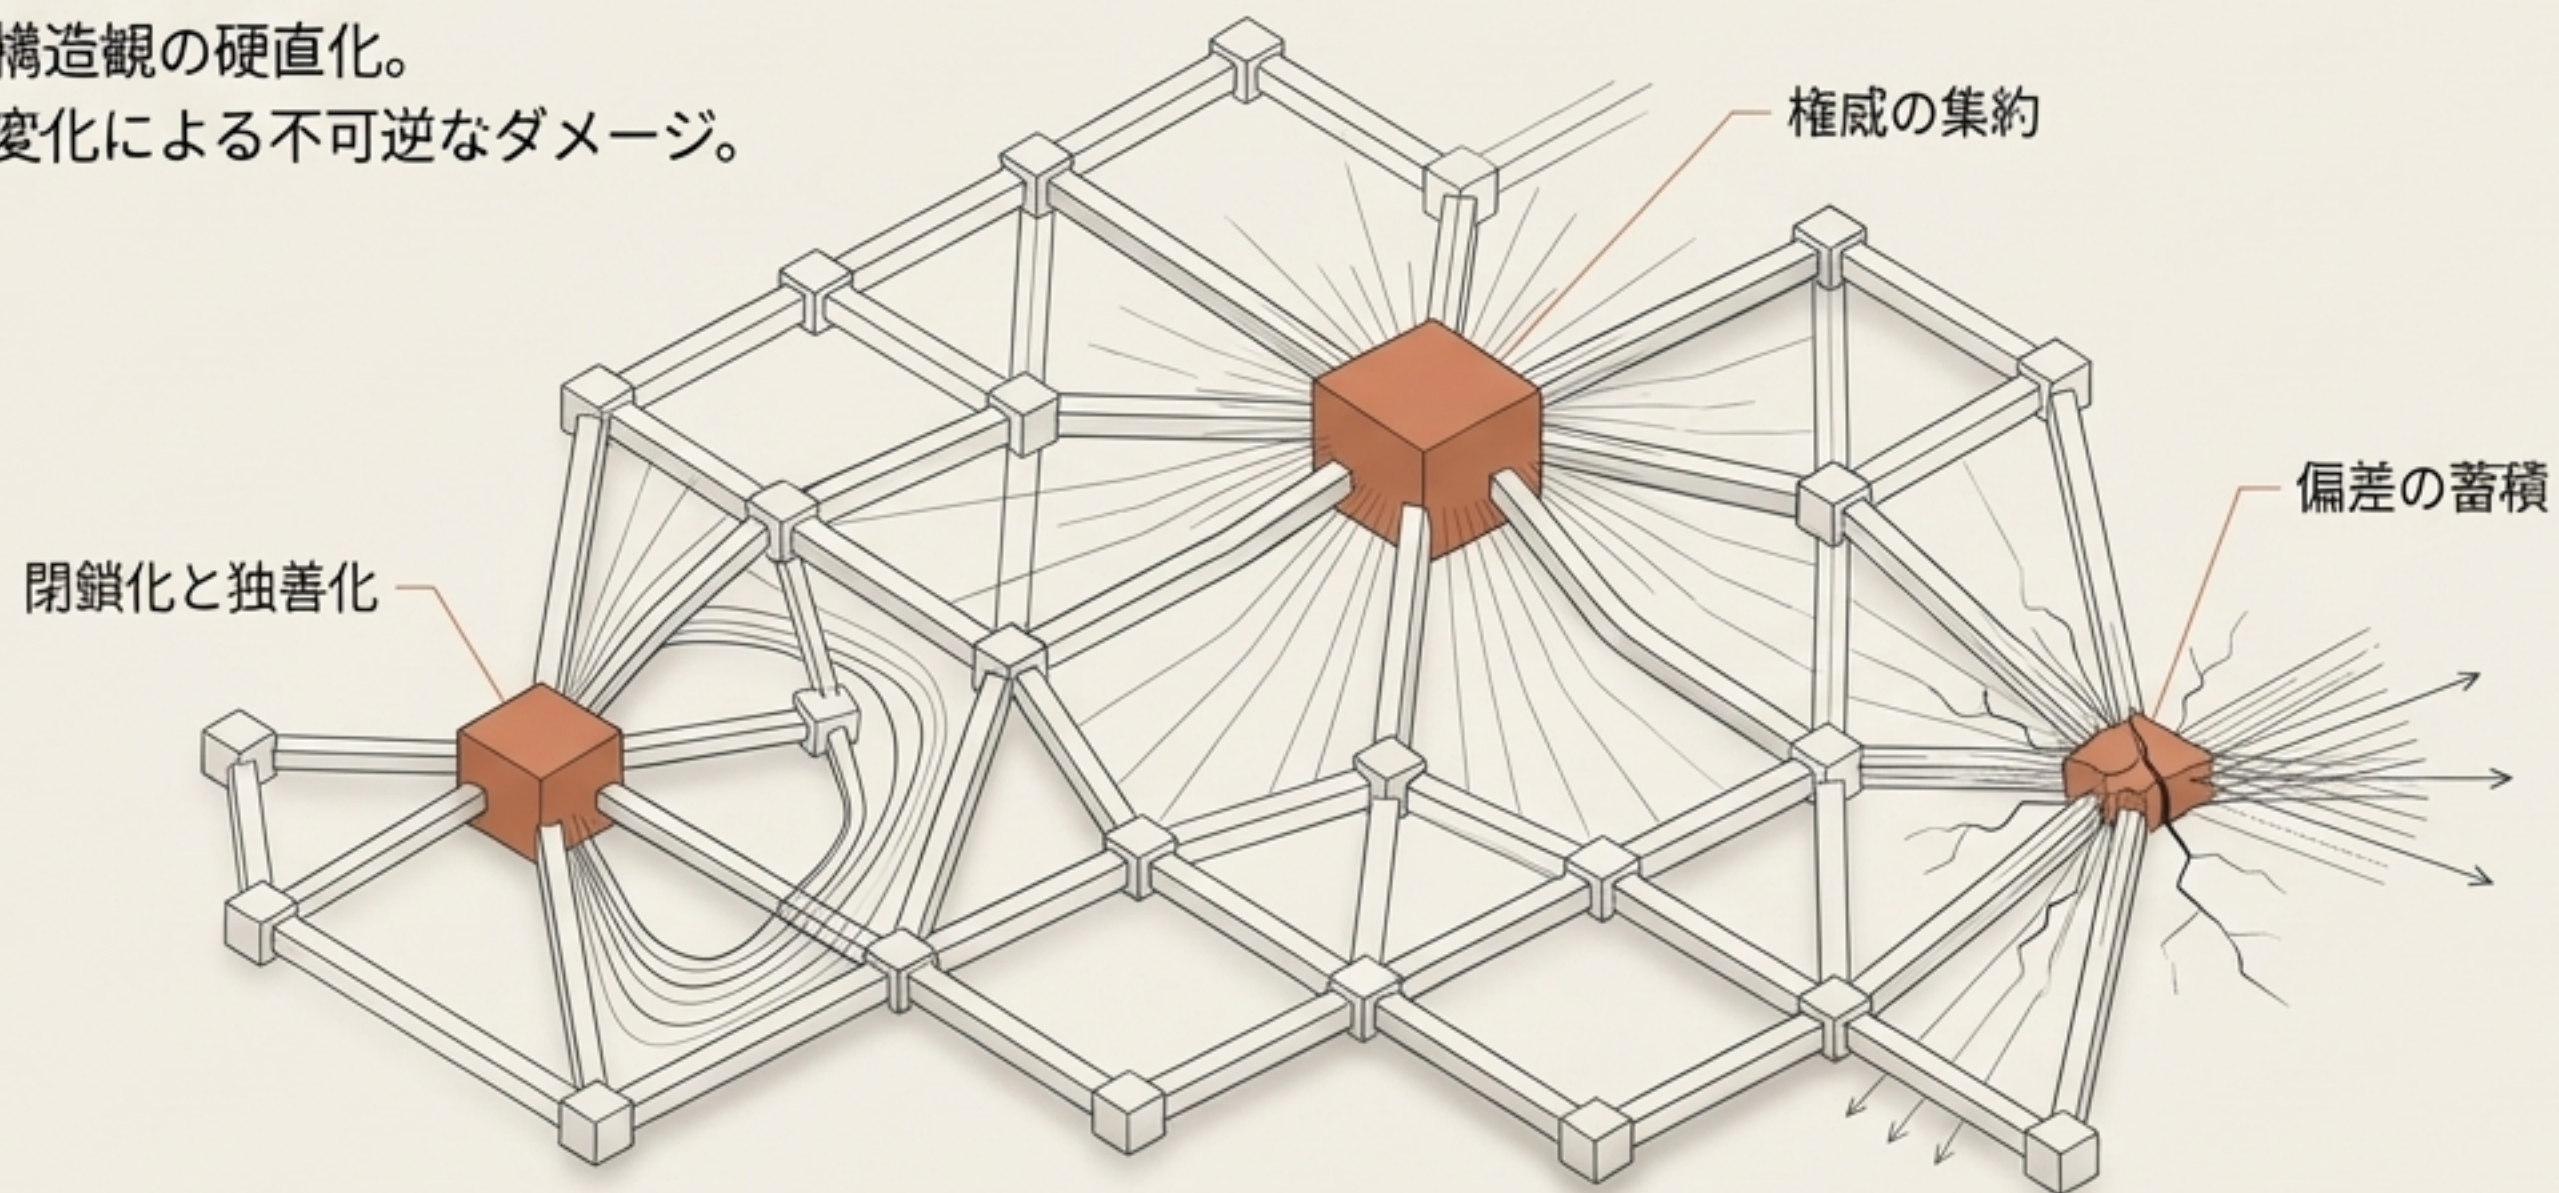 構造観の硬直化。
変化による不可逆なダメージ。
権威の集約
偏差の蓄積
閉鎖化と独善化